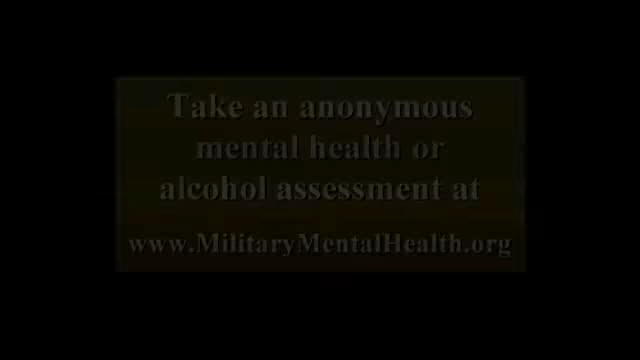 Take an anonymous
mental health or
alcohol assessment at
www.MilitaryMentalHealth.org